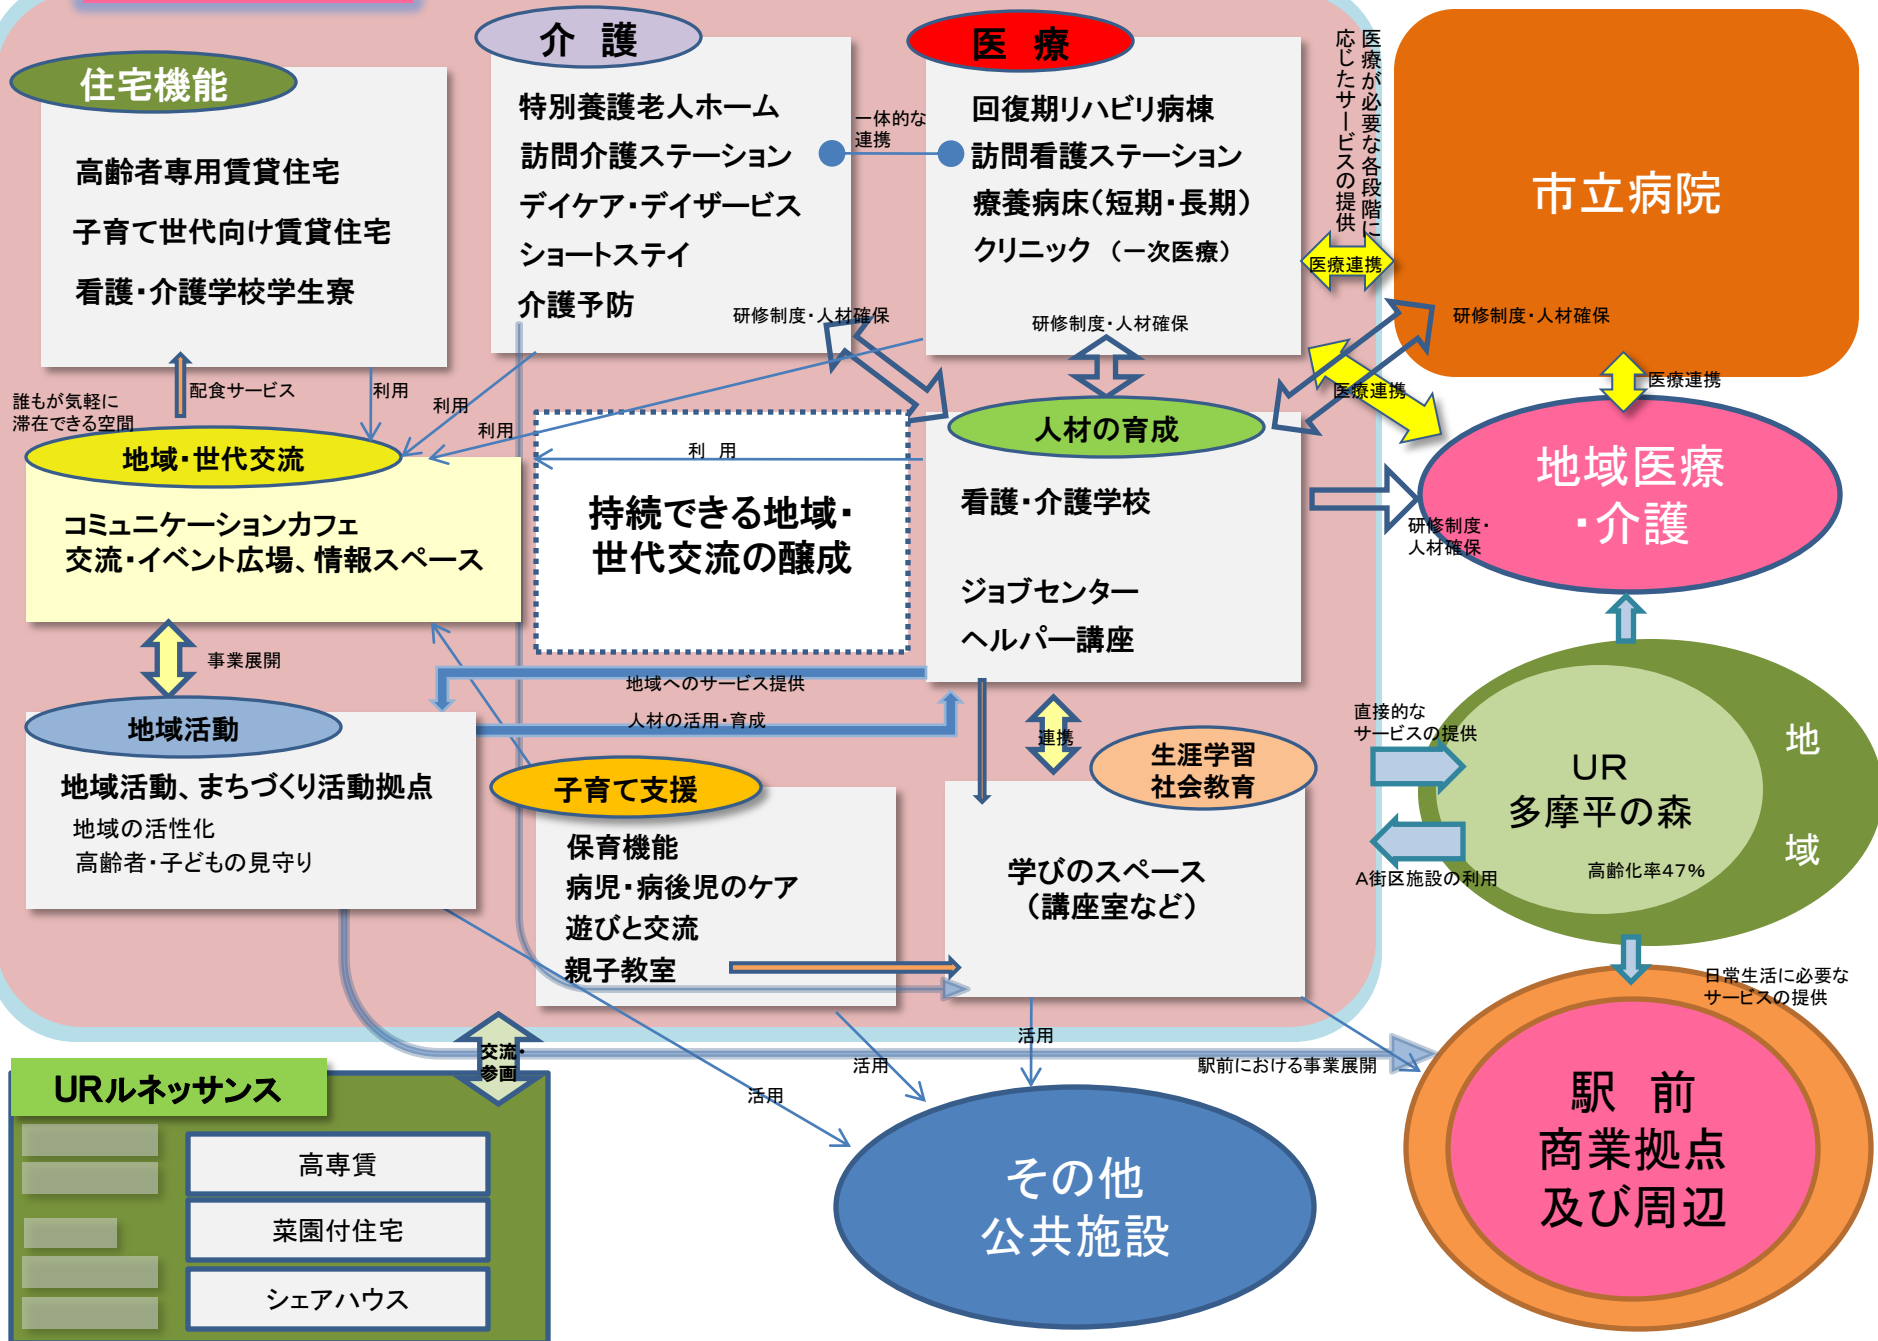 住宅機能
高齢者専用賃貸住宅
子育て世代向け賃貸住宅
看護・介護学校学生寮
介　護
特別養護老人ホーム
訪問介護ステーション
デイケア・デイザービス
ショートステイ
介護予防
一体的な
連携
医　療
回復期リハビリ病棟
訪問看護ステーション
療養病床（短期・長期）
クリニック （一次医療）
医療が必要な各段階に
応じたサービスの提供
市立病院
医療連携
研修制度・人材確保
研修制度・人材確保
研修制度・人材確保
医療連携
医療連携
誰もが気軽に
滞在できる空間
配食サービス
利用
利用
利用
利　用
地域・世代交流
コミュニケーションカフェ
交流・イベント広場、情報スペース
持続できる地域・
世代交流の醸成
人材の育成
看護・介護学校
ジョブセンター
ヘルパー講座
地域医療
・介護
研修制度・
人材確保
事業展開
地域へのサービス提供
人材の活用・育成
連携
地域活動
地域活動、まちづくり活動拠点
地域の活性化
高齢者・子どもの見守り
子育て支援
保育機能
病児・病後児のケア
遊びと交流
親子教室
生涯学習
社会教育
学びのスペース
（講座室など）
直接的な
サービスの提供
A街区施設の利用
UR
多摩平の森
高齢化率47%
地
域
日常生活に必要な
サービスの提供
交流・
参画
活用
活用
活用
駅前における事業展開
URルネッサンス
高専賃
菜園付住宅
シェアハウス
その他
公共施設
駅　前
商業拠点
及び周辺